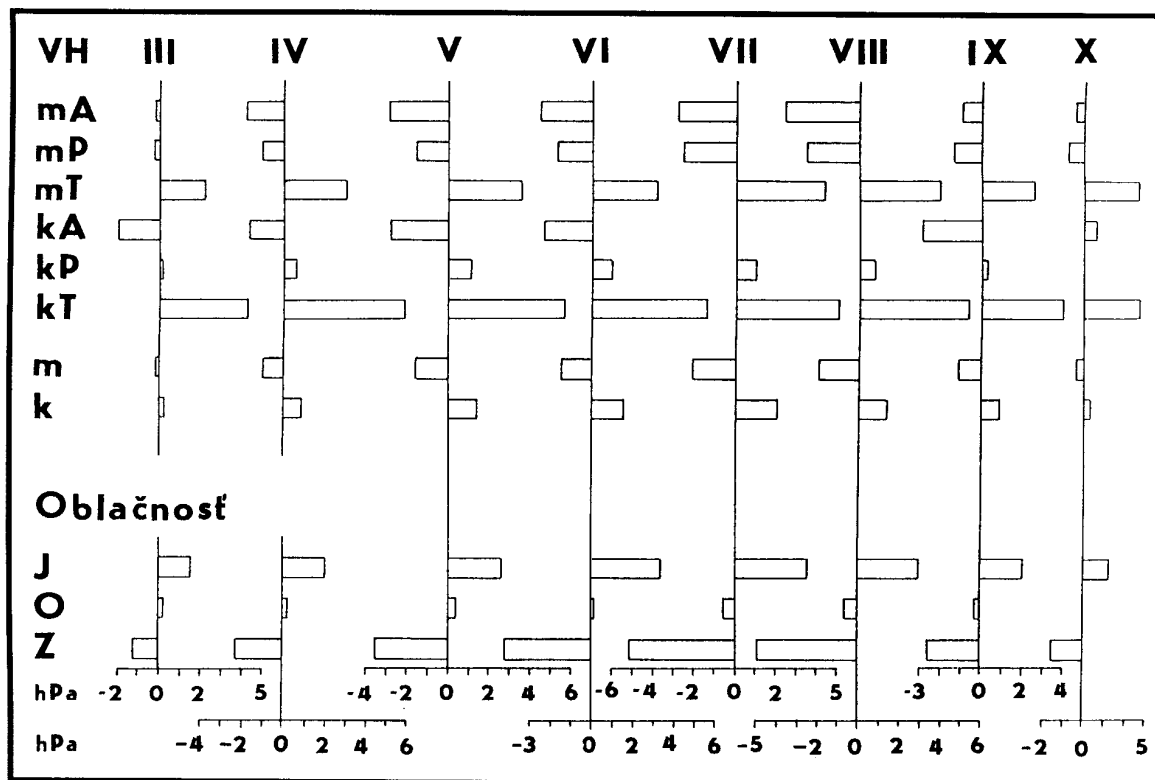 VH III IV V VI VII VIII IX X
mA
mP
mT
kA
kP
kT
m
k
Oblačnosť
J
O
Z
hPa -2 0 2 5 -4 -2 0 2 4 6 -6 -4 -2 0 2 4 -3 0 2 4
hPa -4 -2 0 2 4 6 -3 0 2 4 6 -5 -2 0 2 4 6 -2 0 5